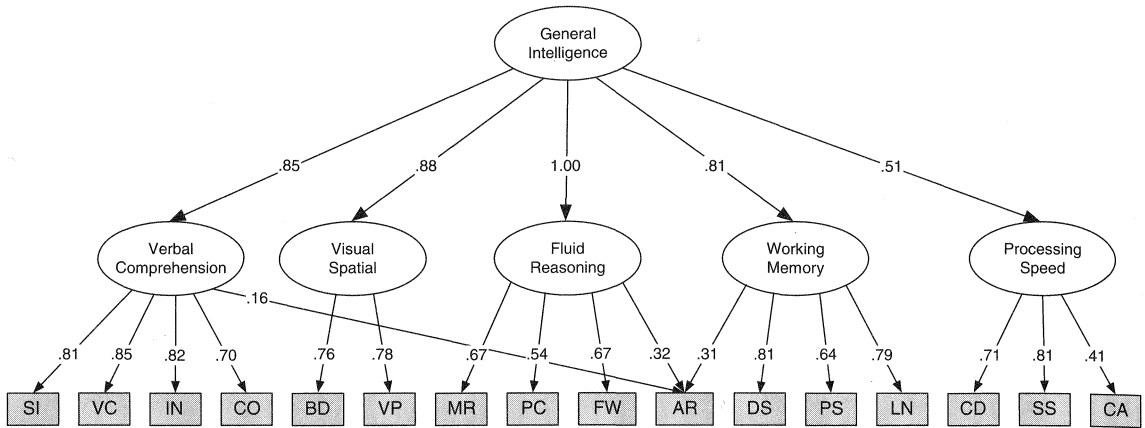 General
Intelligence
.85
.88
1.00
.81
.51
Verbal
Comprehension
Visual
Spatial
Fluid
Reasoning
Working
Memory
Processing
Speed
.16
.81
.85
.82
.70
.76
.78
.67
.54
.67
.32
.31
.81
.64
.79
.71
.81
.41
SI
VC
IN
CO
BD
VP
MR
PC
FW
AR
DS
PS
LN
CD
SS
CA